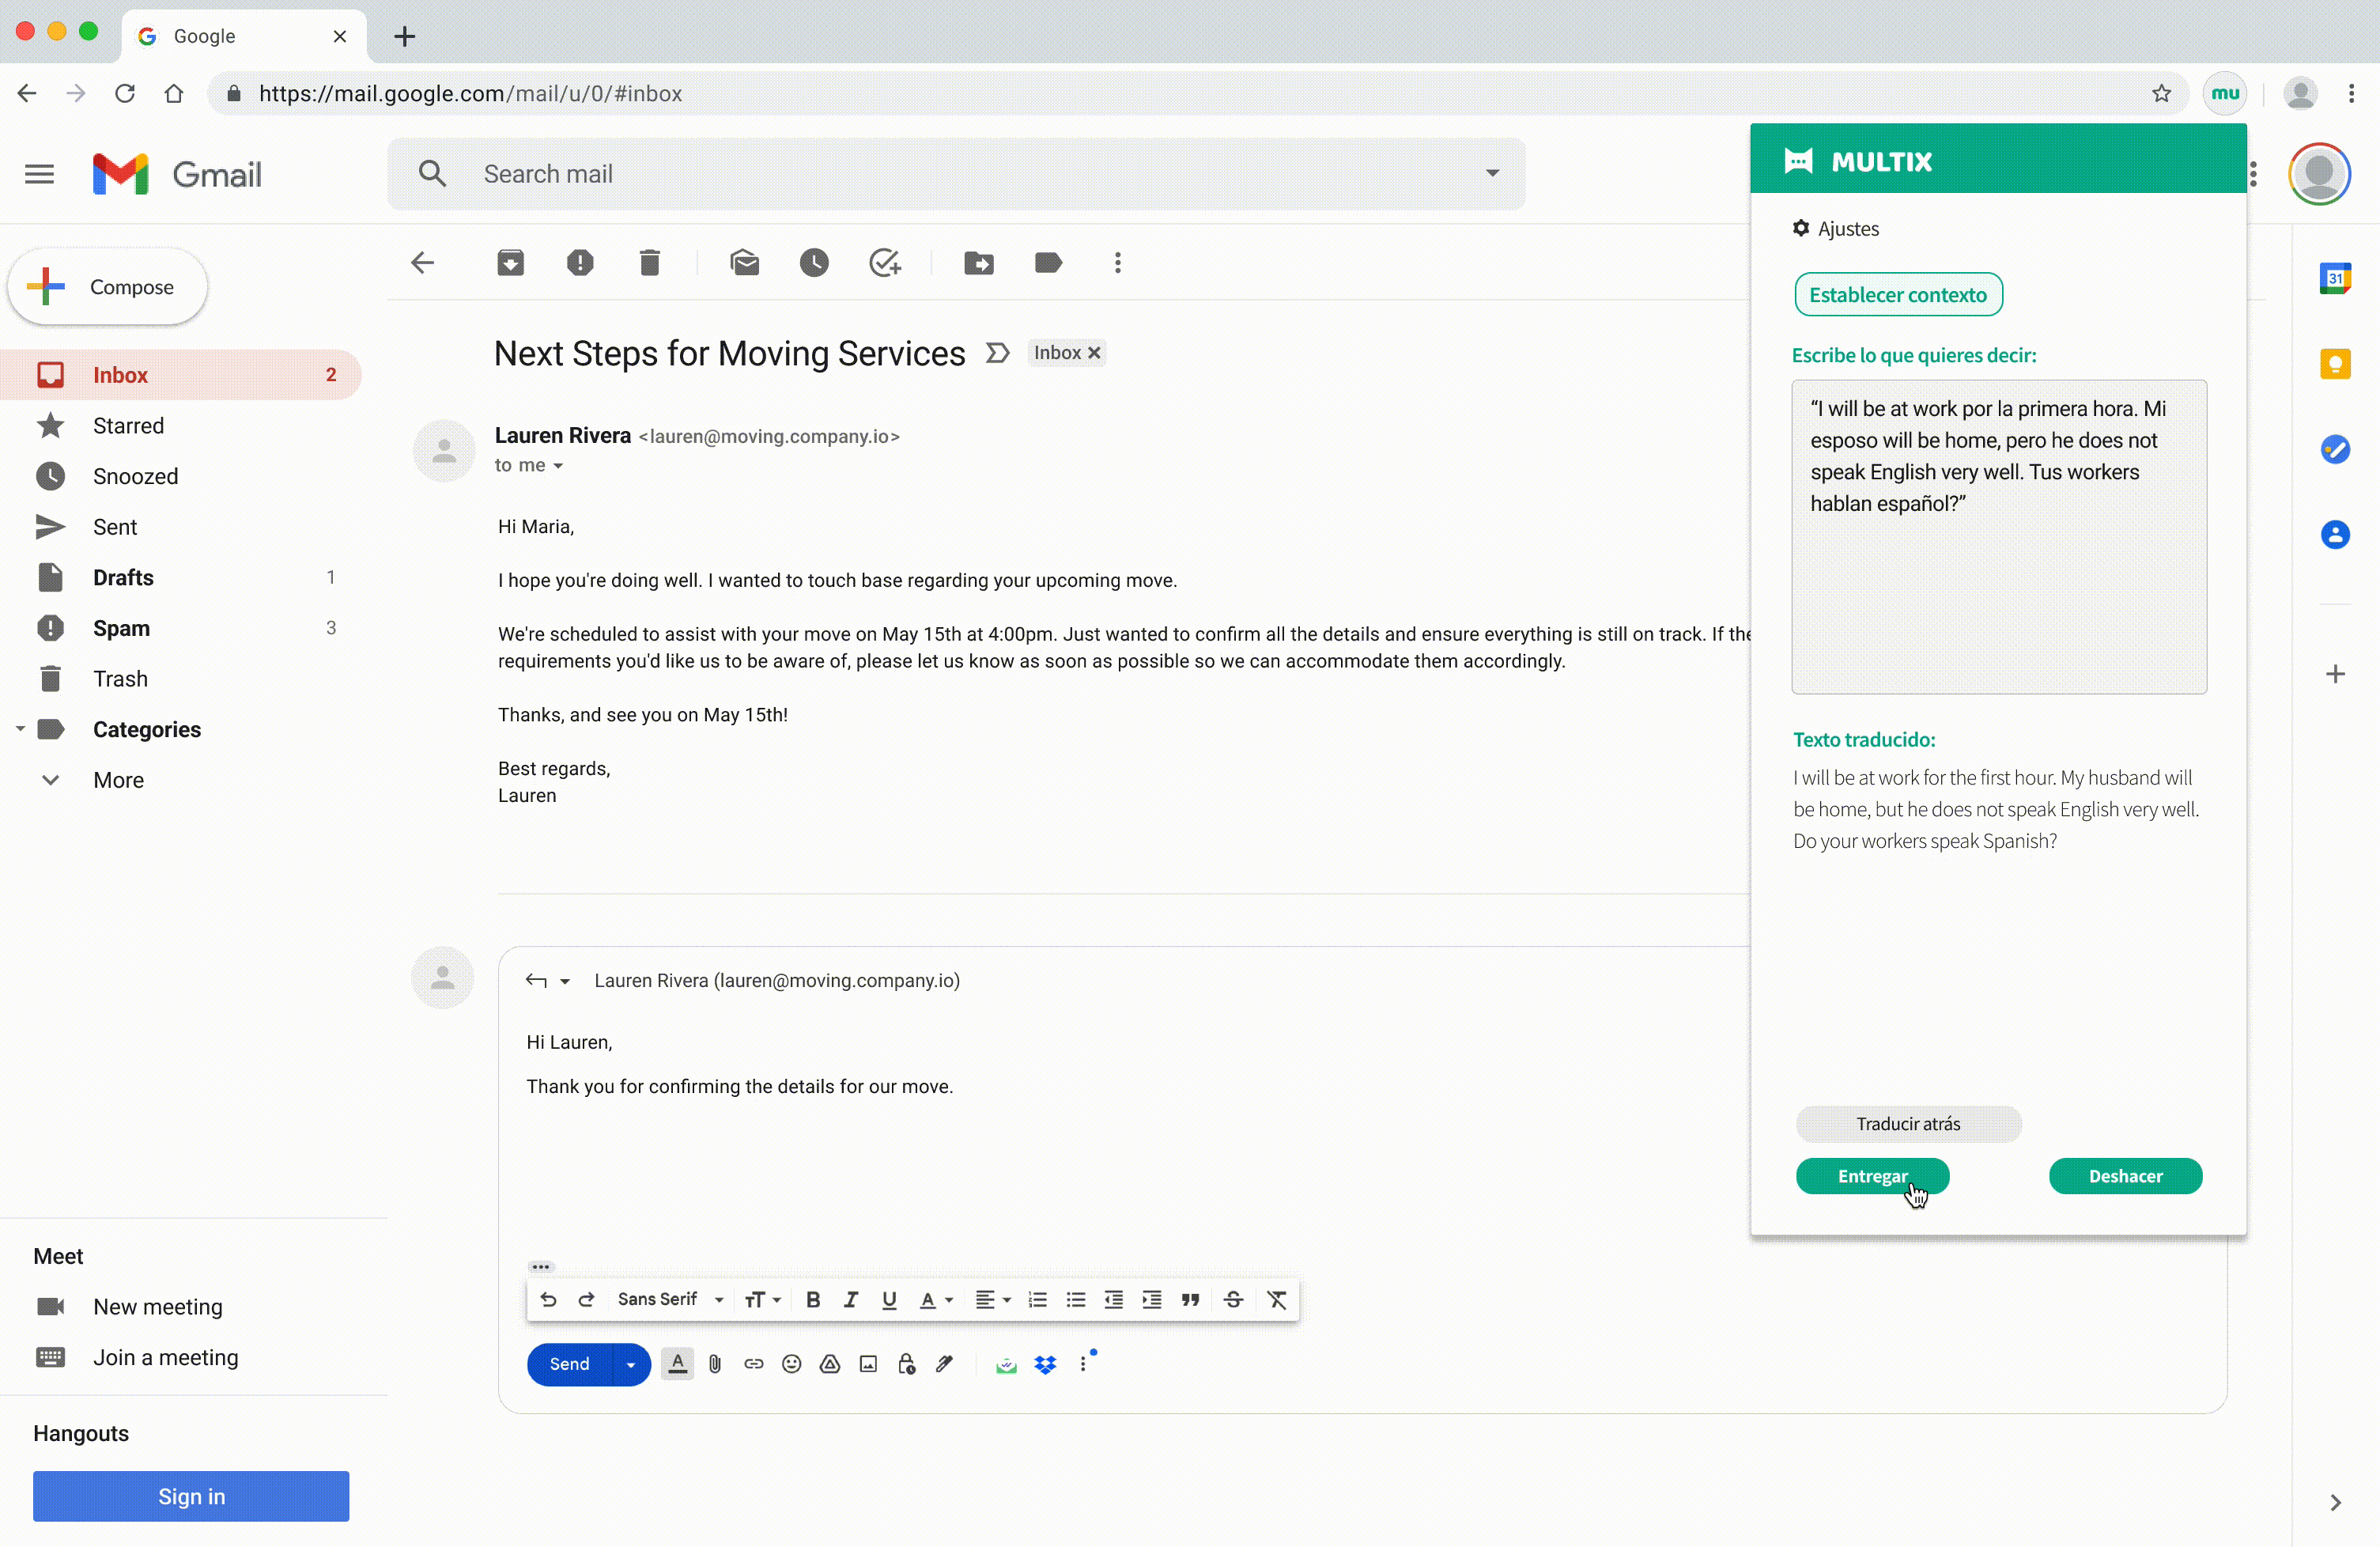 Google
https://mail.google.com/mail/u/0/#inbox
mu
Gmail
Search mail
MULTIX
Compose
Inbox 2
Starred
Snoozed
Sent
Drafts 1
Spam 3
Trash
Categories
More
Meet
New meeting
Join a meeting
Hangouts
Sign in
Next Steps for Moving Services
Inbox
Lauren Rivera <lauren@moving.company.io>
to me
Hi Maria,
I hope you're doing well. I wanted to touch base regarding your upcoming move.
We're scheduled to assist with your move on May 15th at 4:00pm. Just wanted to confirm all the details and ensure everything is still on track. If the
requirements you'd like us to be aware of, please let us know as soon as possible so we can accommodate them accordingly.
Thanks, and see you on May 15th!
Best regards,
Lauren
Lauren Rivera (lauren@moving.company.io)
Hi Lauren,
Thank you for confirming the details for our move.
Sans Serif
Send
Ajustes
Establecer contexto
Escribe lo que quieres decir:
“I will be at work por la primera hora. Mi
esposo will be home, pero he does not
speak English very well. Tus workers
hablan español?”
Texto traducido:
I will be at work for the first hour. My husband will
be home, but he does not speak English very well.
Do your workers speak Spanish?
Traducir atrás
Entregar
Deshacer
31